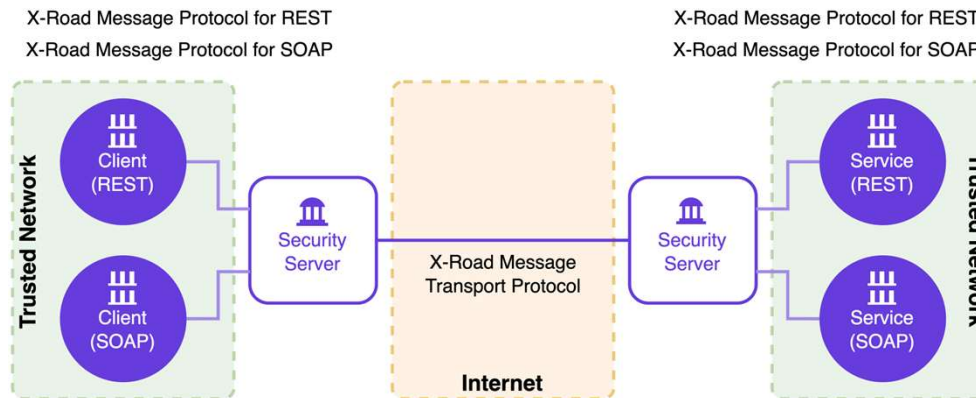 X-Road Message Protocol for REST
X-Road Message Protocol for SOAP
X-Road Message Protocol for REST
X-Road Message Protocol for SOAP
Trusted Network
Client
(REST)
Client
(SOAP)
Security
Server
X-Road Message
Transport Protocol
Internet
Security
Server
Service
(REST)
Service
(SOAP)
Trusted Network